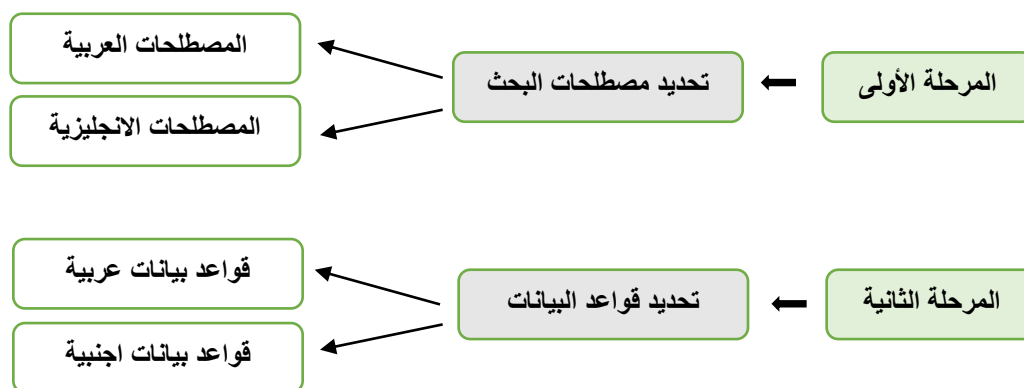 المرحلة الأولى
تحديد مصطلحات البحث
المصطلحات العربية
المصطلحات الانجليزية
المرحلة الثانية
تحديد قواعد البيانات
قواعد بيانات عربية
قواعد بيانات اجنبية